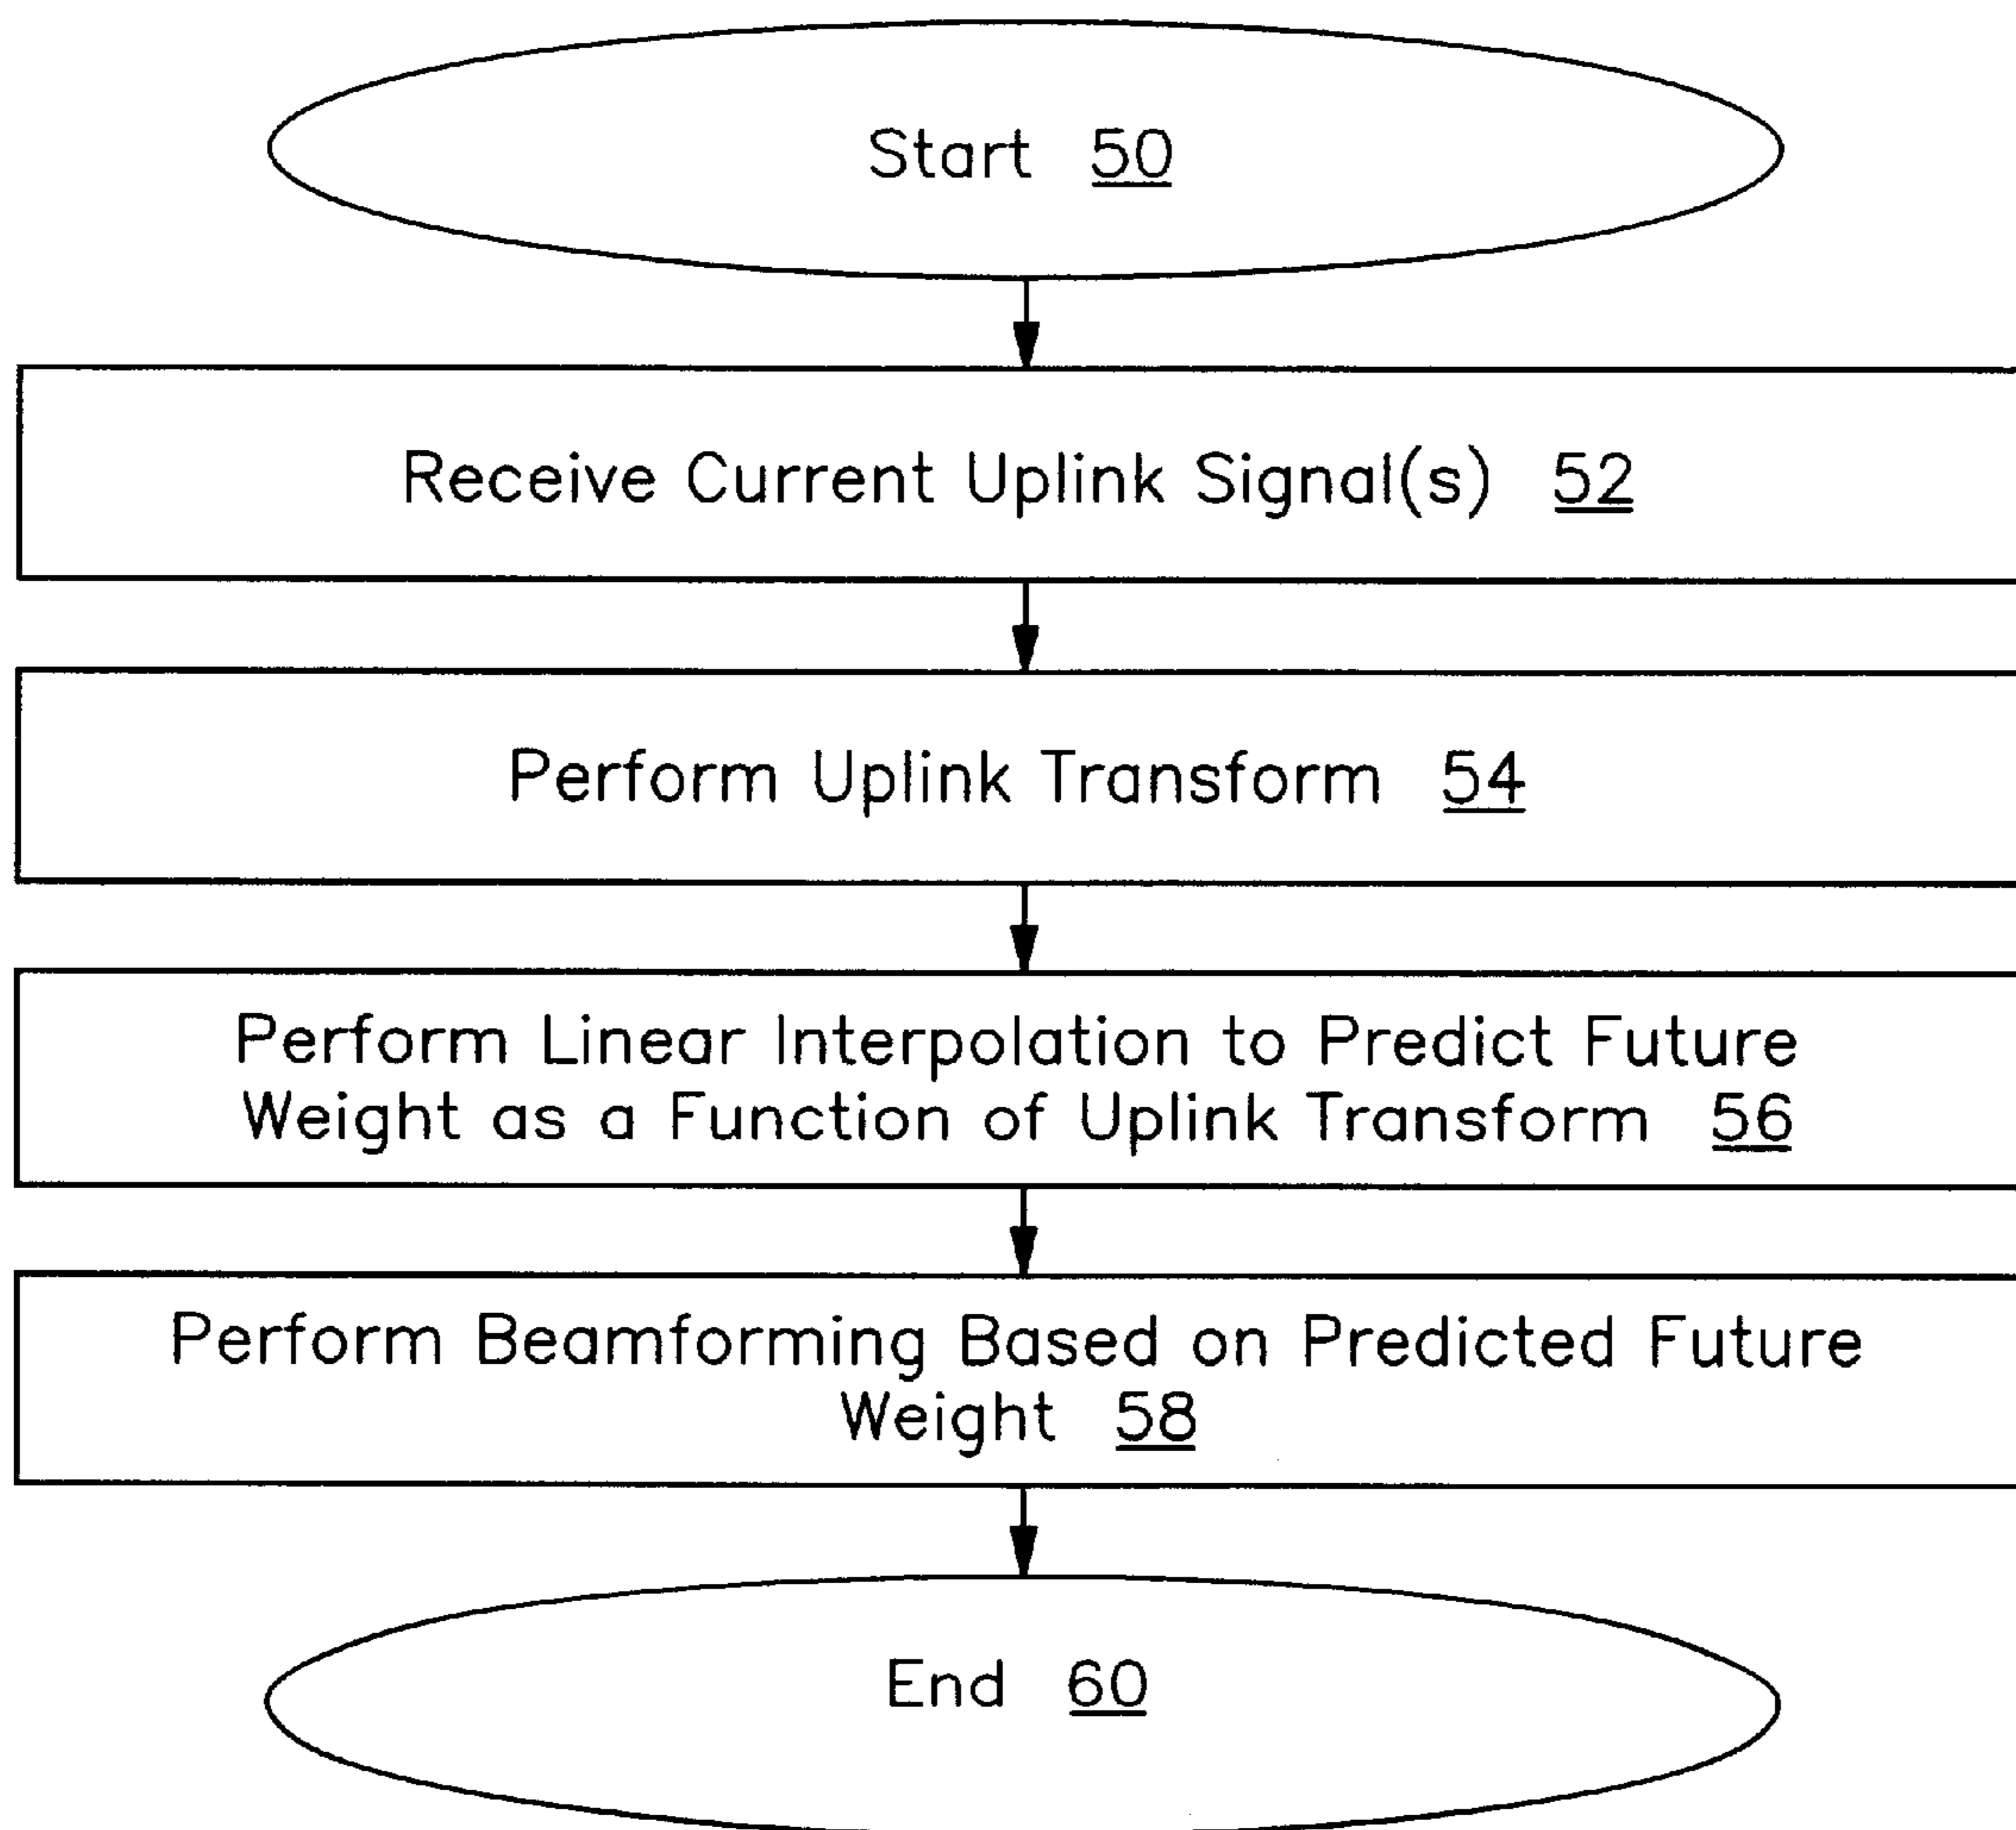 Start 50
Receive Current Uplink Signal(s) 52
Perform Uplink Transform 54
Perform Linear Interpolation to Predict Future
Weight as a Function of Uplink Transform 56
Perform Beamforming Based on Predicted Future
Weight 58
End 60